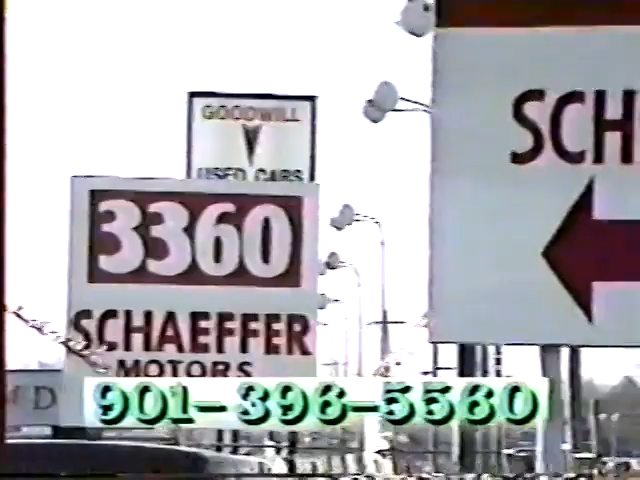 GOODWILL
USED CARS
3360
SCHAEFFER
MOTORS
SCH
D
901-396-5560